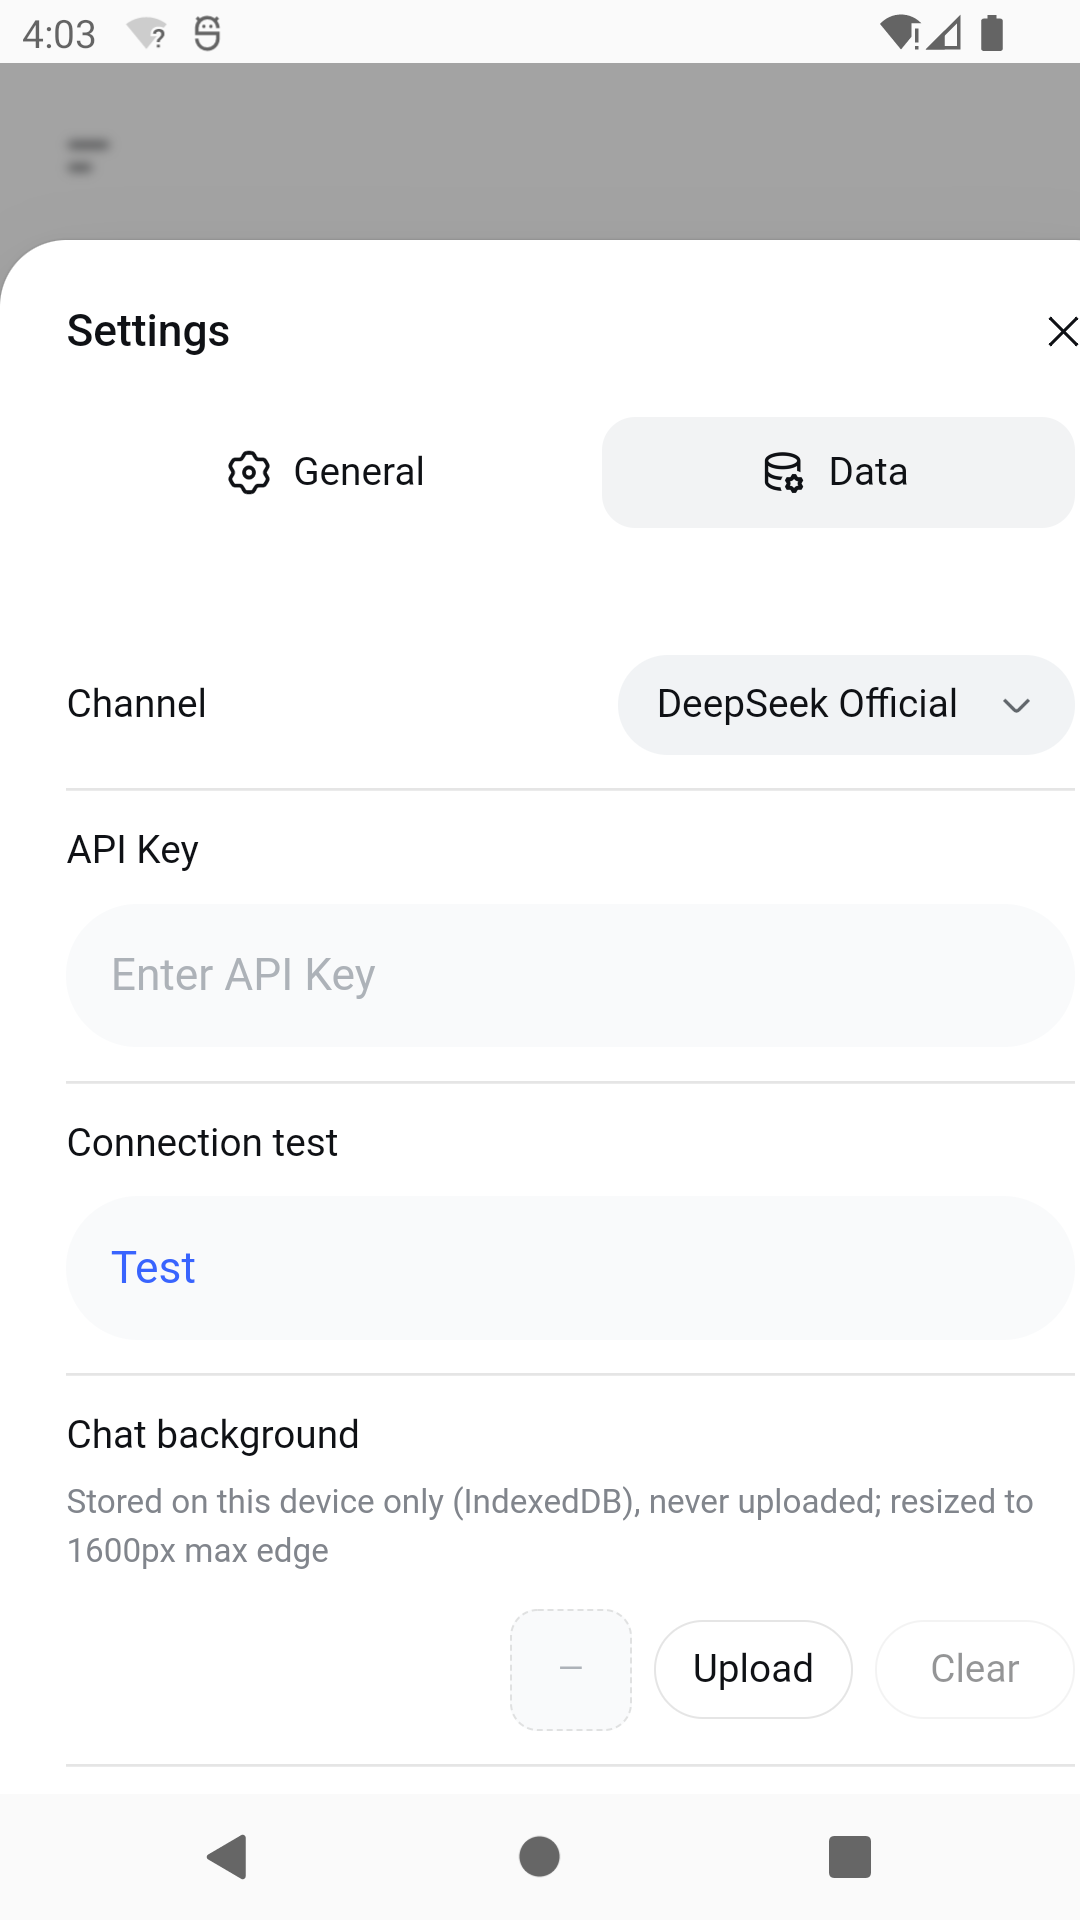 4:03
Settings
General
Data
Channel
DeepSeek Official
API Key
Enter API Key
Connection test
Test
Chat background
Stored on this device only (IndexedDB), never uploaded; resized to
1600px max edge
–
Upload
Clear